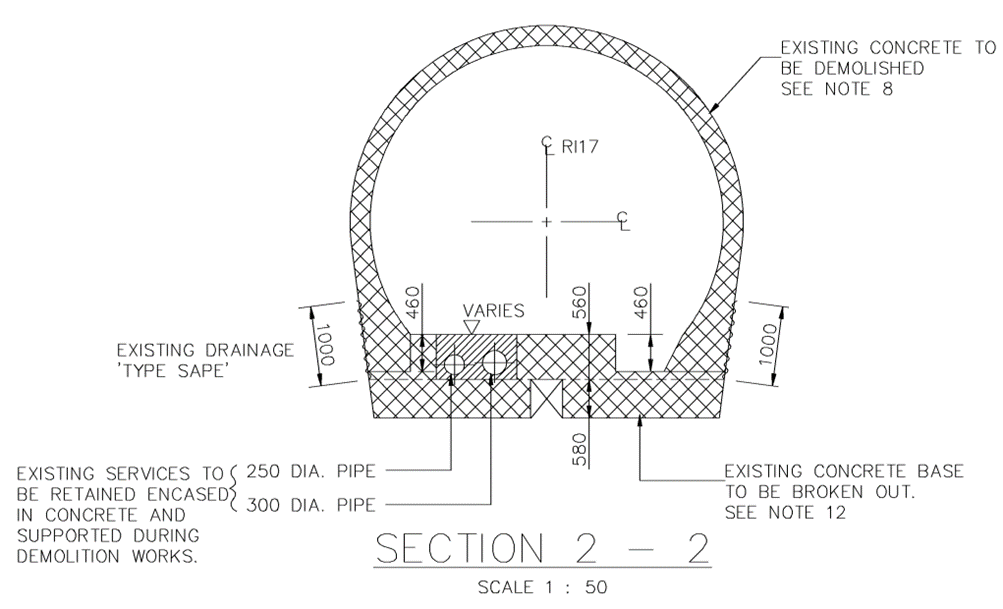 EXISTING CONCRETE TO
BE DEMOLISHED
SEE NOTE 8
℄ RI17
℄
460
VARIES
560
460
1000
1000
EXISTING DRAINAGE
'TYPE SAPE'
580
EXISTING SERVICES TO
BE RETAINED ENCASED
IN CONCRETE AND
SUPPORTED DURING
DEMOLITION WORKS.
250 DIA. PIPE
300 DIA. PIPE
EXISTING CONCRETE BASE
TO BE BROKEN OUT.
SEE NOTE 12
SECTION 2 - 2
SCALE 1 : 50